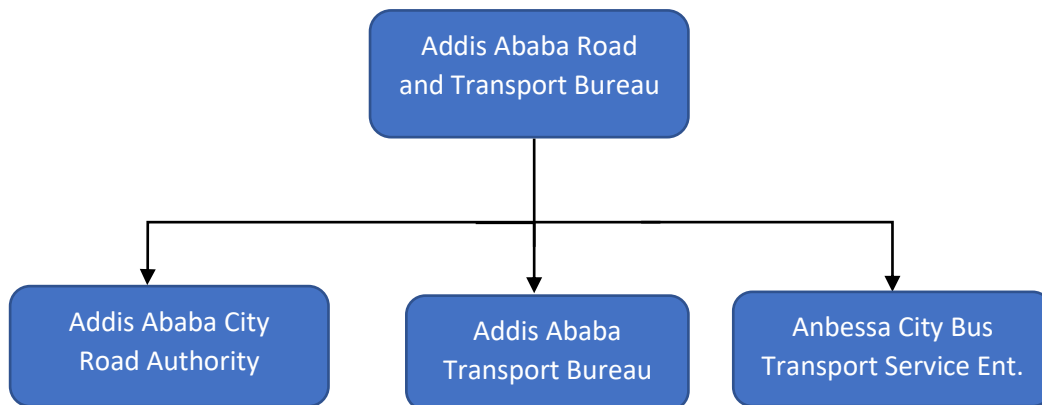 Addis Ababa Road
and Transport Bureau
Addis Ababa City
Road Authority
Addis Ababa
Transport Bureau
Anbessa City Bus
Transport Service Ent.